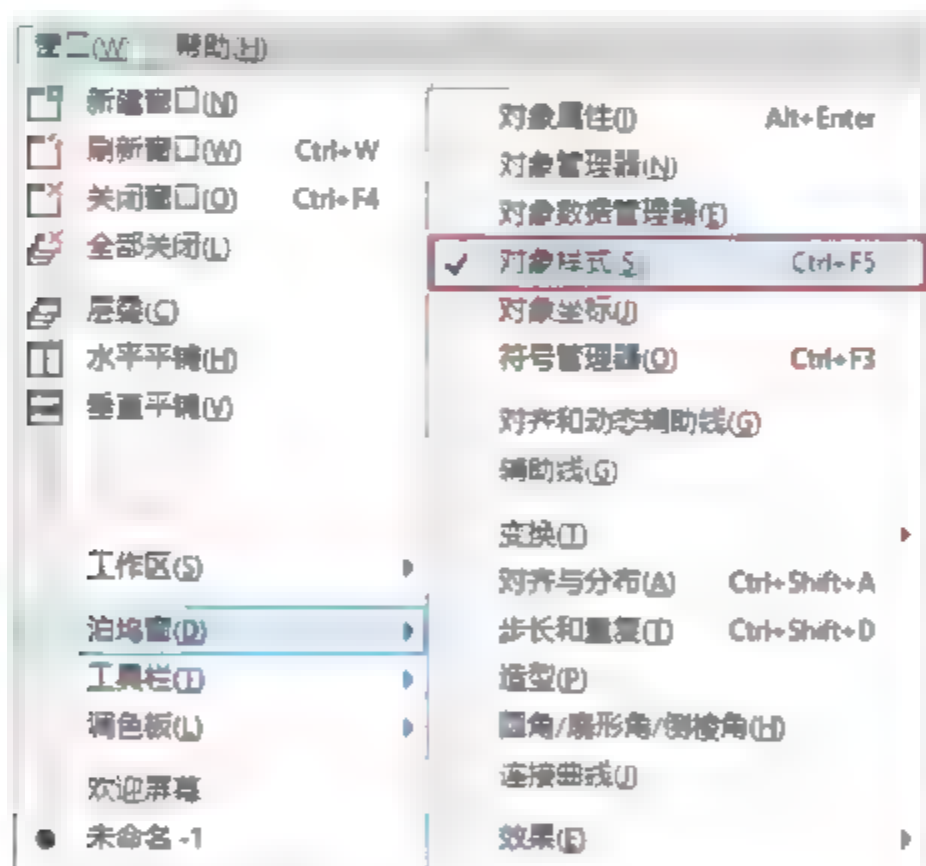 窗口(W) 帮助(H)
新建窗口(N)
刷新窗口(W) Ctrl+W
关闭窗口(O) Ctrl+F4
全部关闭(L)
层叠(C)
水平平铺(H)
垂直平铺(V)
工作区(S)
泊坞窗(D)
工具栏(T)
调色板(L)
欢迎屏幕
未命名 -1
对象属性(I) Alt+Enter
对象管理器(N)
对象数据管理器(E)
对象样式 S Ctrl+F5
对象坐标(J)
符号管理器(O) Ctrl+F3
对齐和动态辅助线(G)
辅助线(G)
变换(T)
对齐与分布(A) Ctrl+Shift+A
步长和重复(T) Ctrl+Shift+D
造型(P)
圆角/扇形角/倒棱角(H)
连接曲线(J)
效果(F)